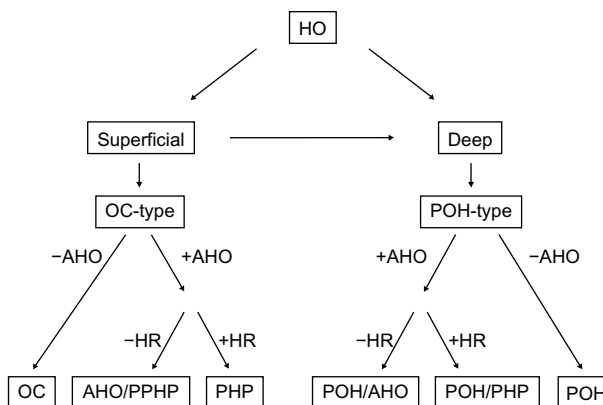 HO
Superficial
Deep
OC-type
POH-type
−AHO
+AHO
+AHO
−AHO
−HR
+HR
−HR
+HR
OC
AHO/PPHP
PHP
POH/AHO
POH/PHP
POH